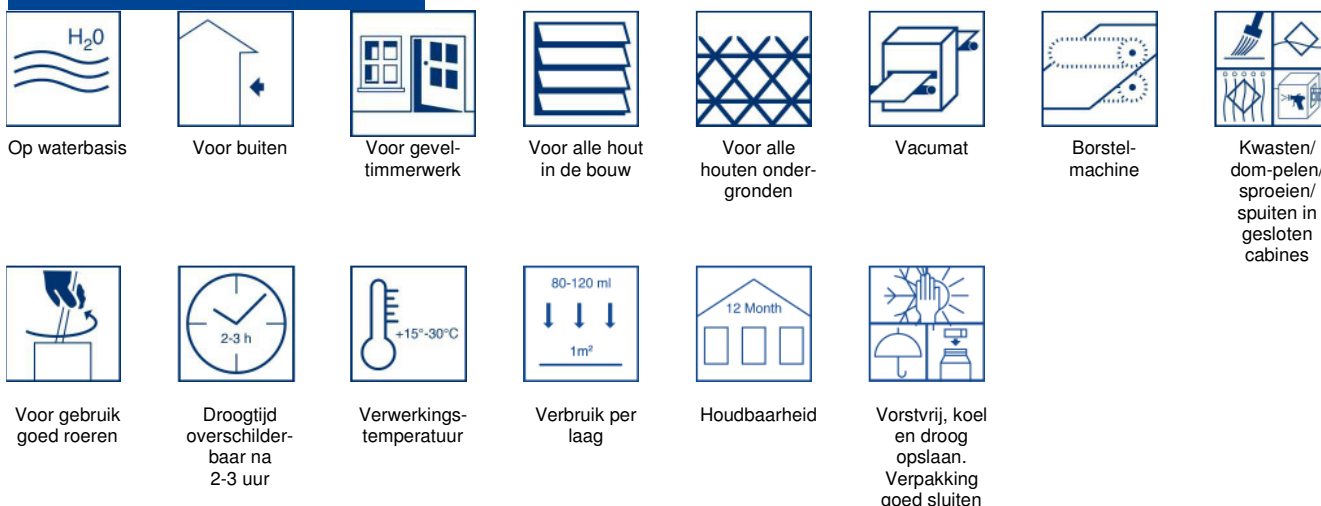 H20
Op waterbasis
Voor buiten
Voor gevel-
timmerwerk
Voor alle hout
in de bouw
Voor alle
houten onder-
gronden
Vacumat
Borstel-
machine
Kwasten/
dom-pelen/
sproeien/
spuiten in
gesloten
cabines
Voor gebruik
goed roeren
2-3 h
Droogtijd
overschilder-
baar na
2-3 uur
+15°-30°C
Verwerkings-
temperatuur
80-120 ml
1m²
Verbruik per
laag
12 Month
Houdbaarheid
Vorstvrij, koel
en droog
opslaan.
Verpakking
goed sluiten